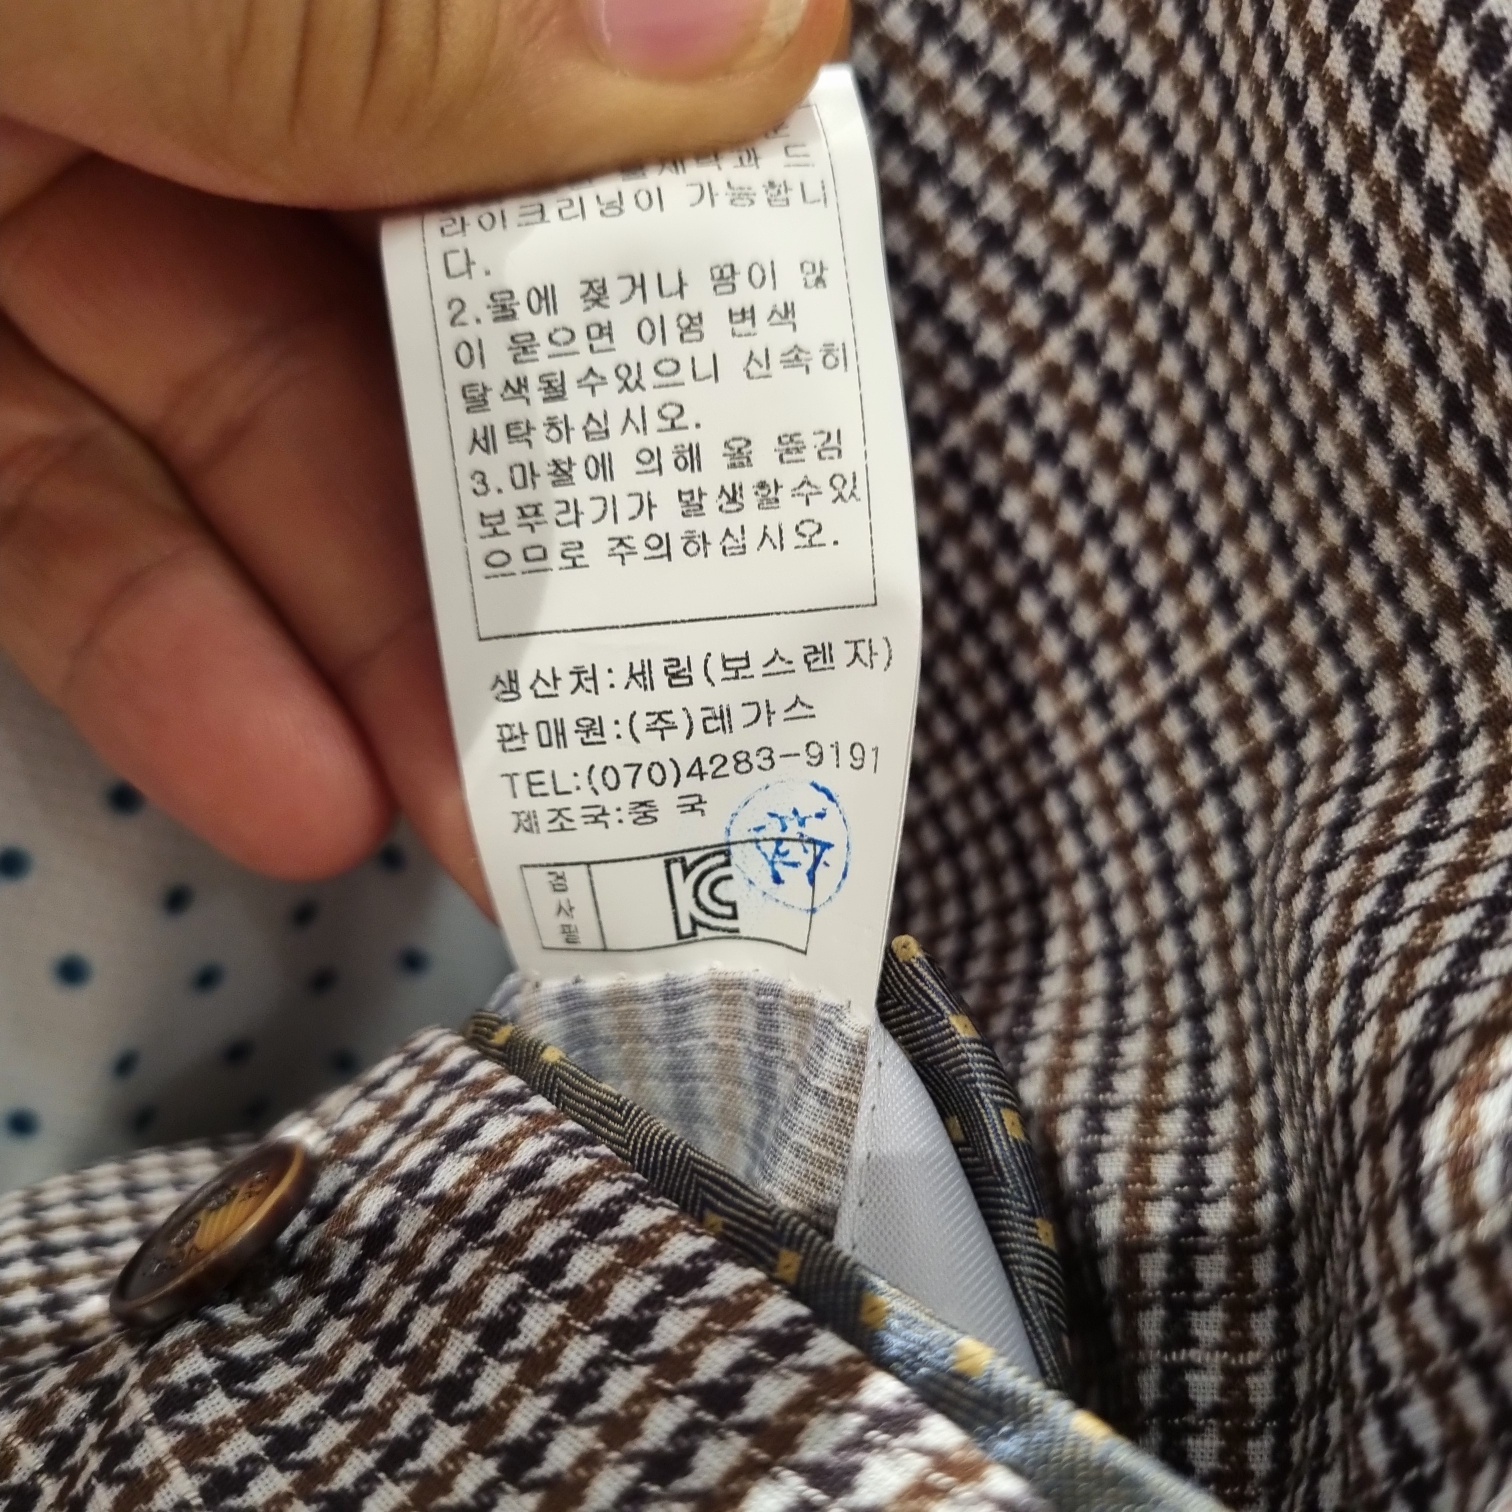 과 드
라이크리닝이 가능합니
다.
2.물에 젖거나 땀이 많
이 묻으면 이염 변색
탈색될수있으니 신속히
세탁하십시오.
3.마찰에 의해 올 뜯김
보푸라기가 발생할수있
으므로 주의하십시오.
생산처:세림(보스렌자)
판매원:(주)레가스
TEL:(070)4283-9191
제조국:중 국
검사필
KC